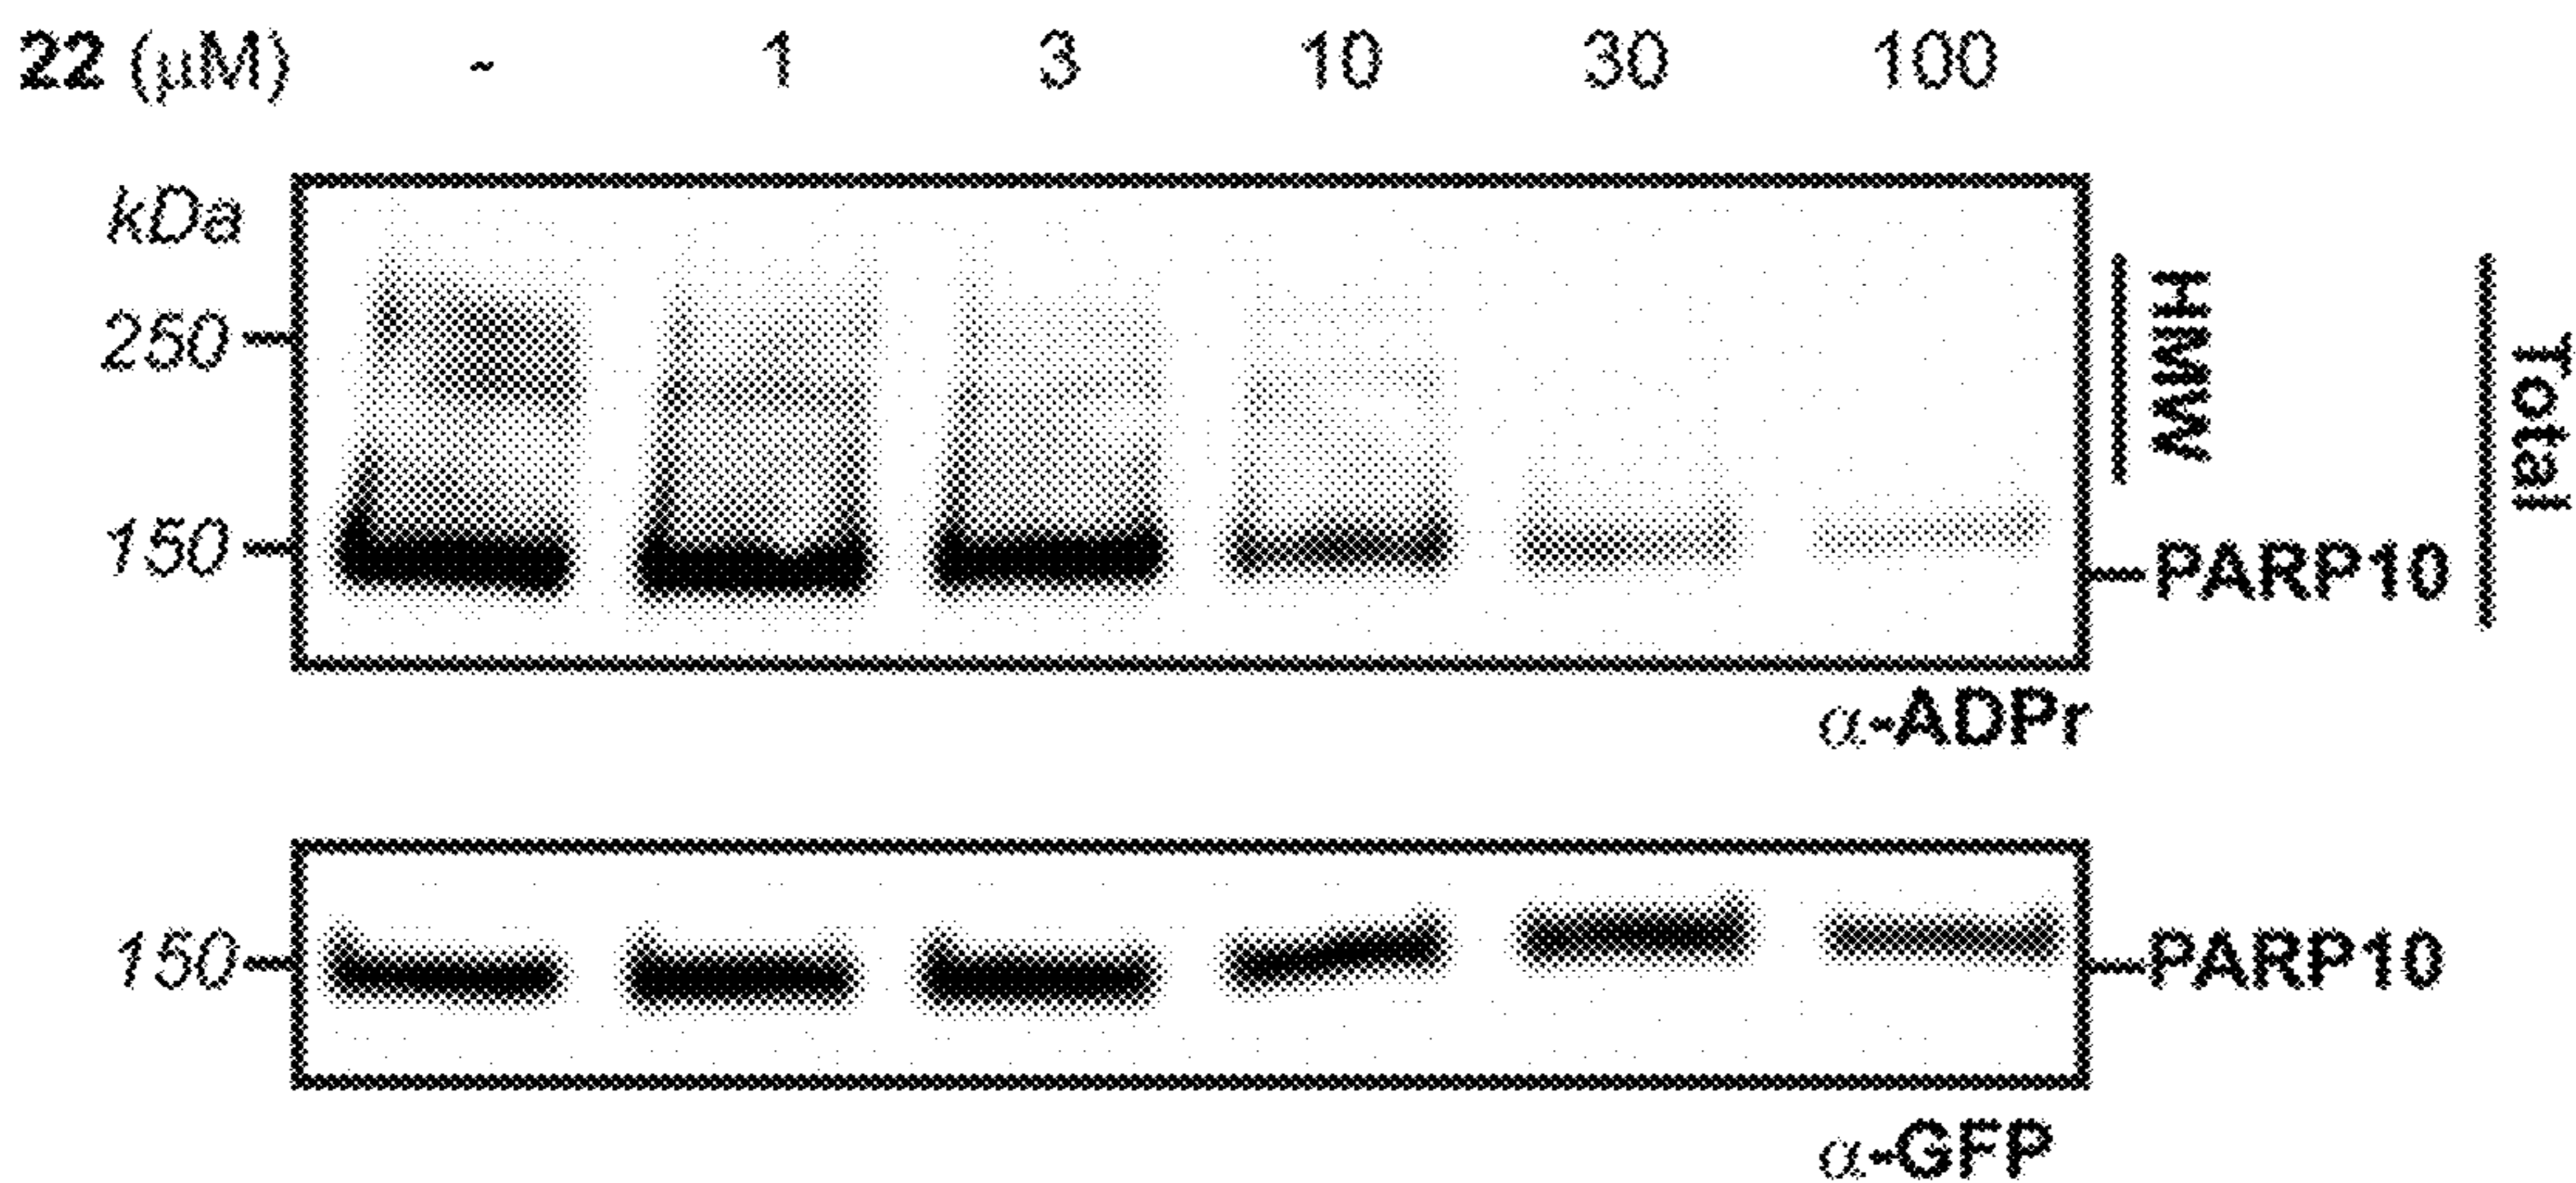 22 (μM) - 1 3 10 30 100
kDa
250
150
HMW
Total
PARP10
α-ADPr
150
PARP10
α-GFP